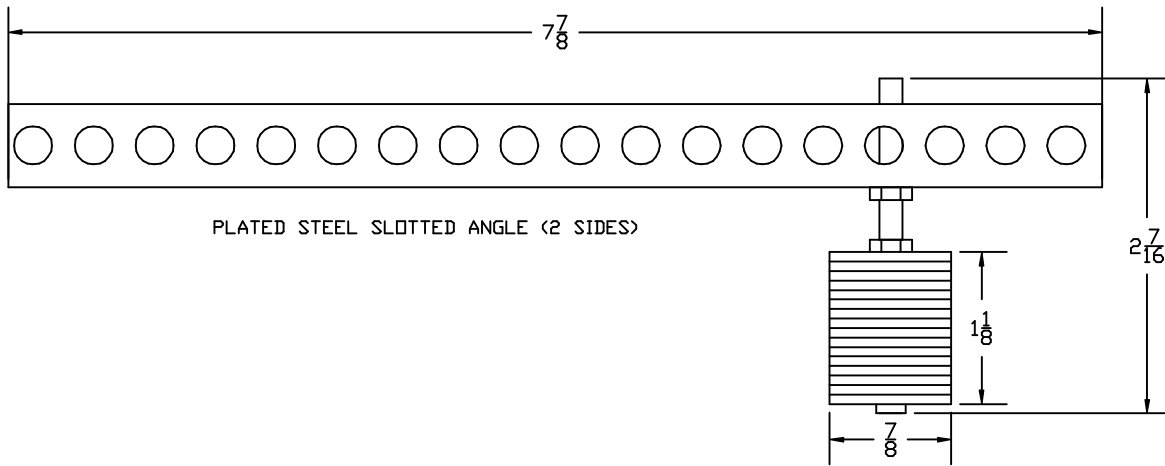 7 7/8
PLATED STEEL SLOTTED ANGLE (2 SIDES)
2 7/16
1 1/8
7/8